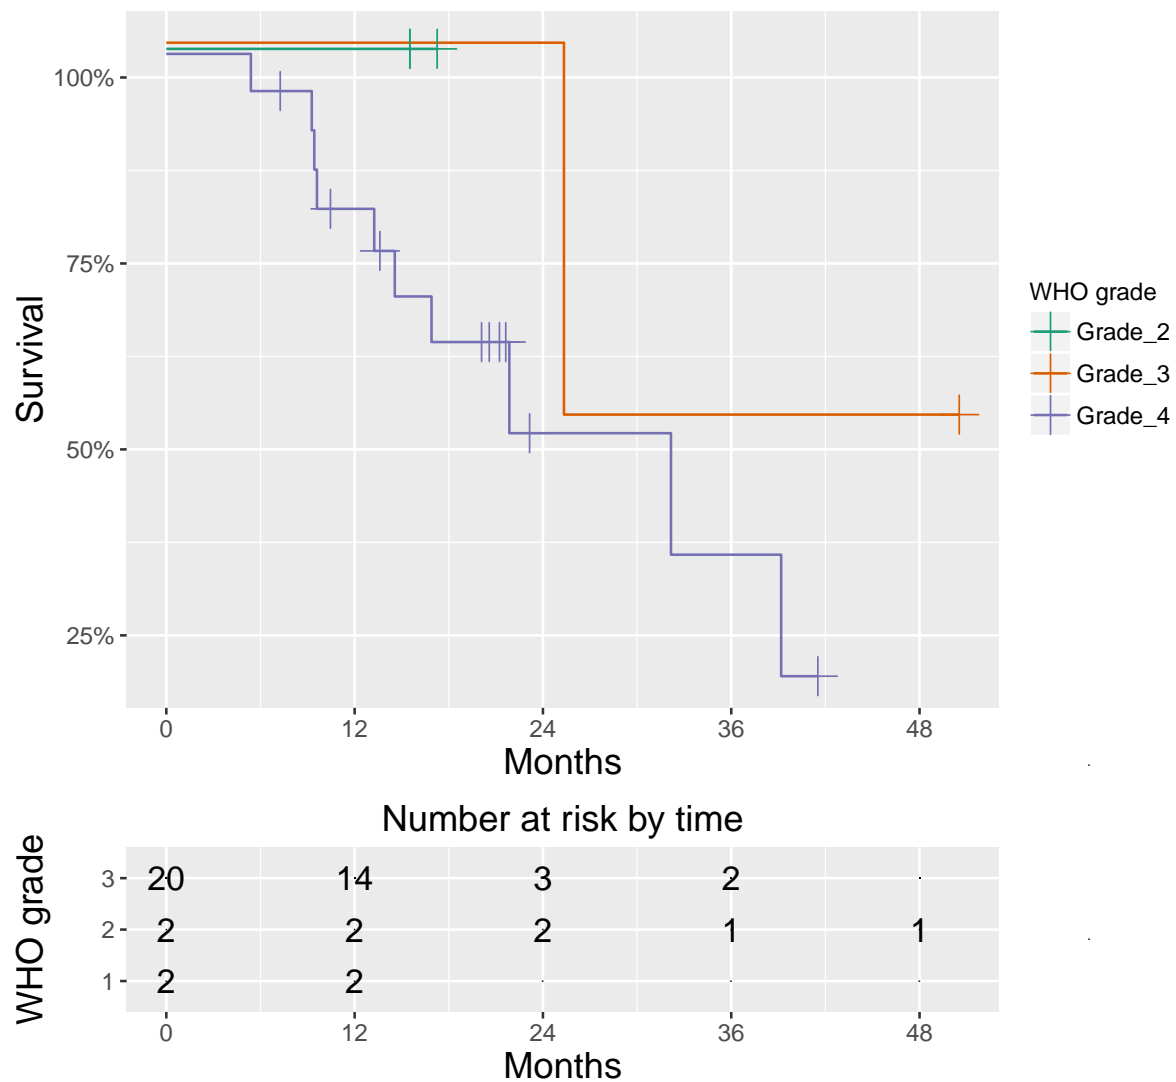 100%
75%
50%
25%
Survival
0 12 24 36 48
Months
WHO grade
Grade_2
Grade_3
Grade_4
Number at risk by time
WHO grade
3 20 14 3 2
2 2 2 2 1 1
1 2 2
0 12 24 36 48
Months